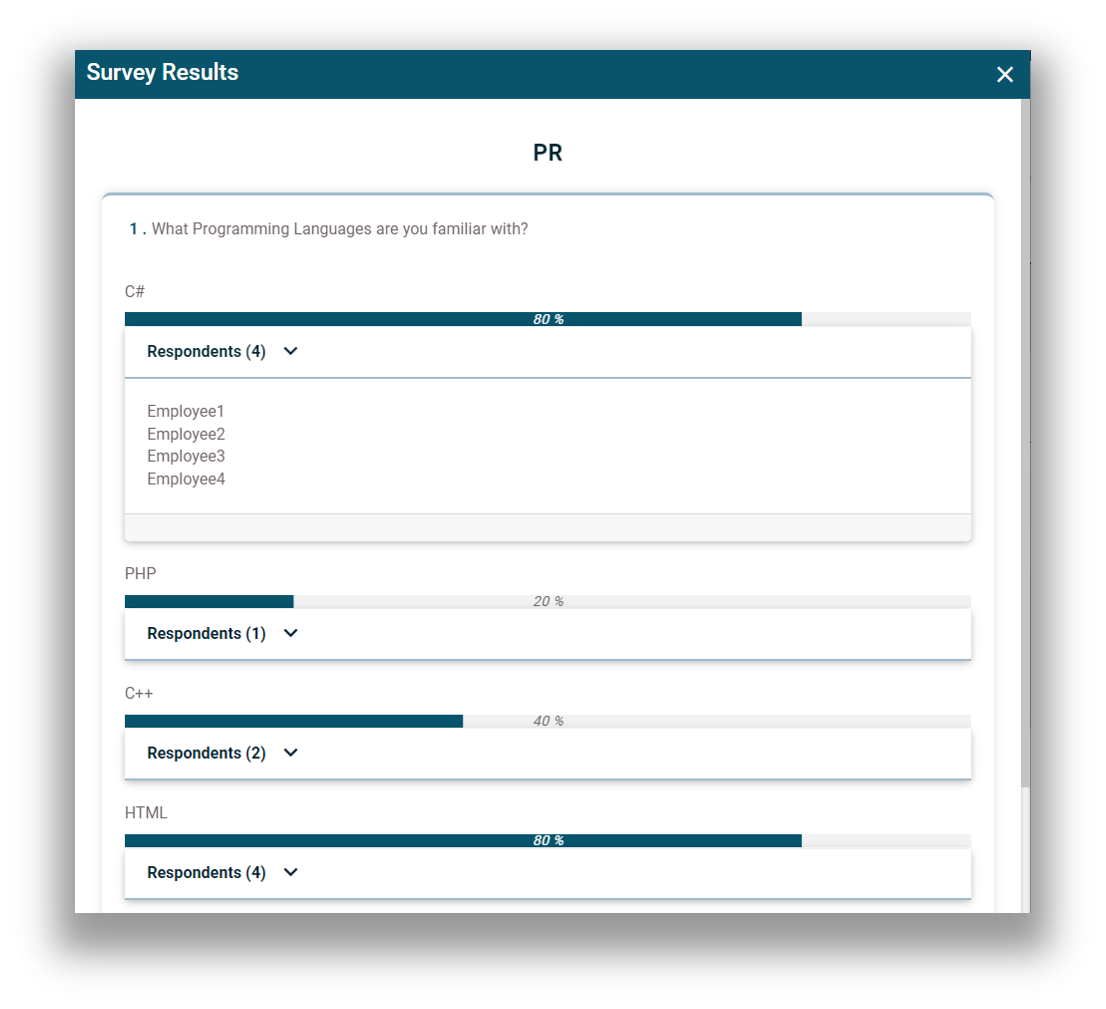 Survey Results
PR
1 . What Programming Languages are you familiar with?
C#
80 %
Respondents (4)
Employee1
Employee2
Employee3
Employee4
PHP
20 %
Respondents (1)
C++
40 %
Respondents (2)
HTML
80 %
Respondents (4)